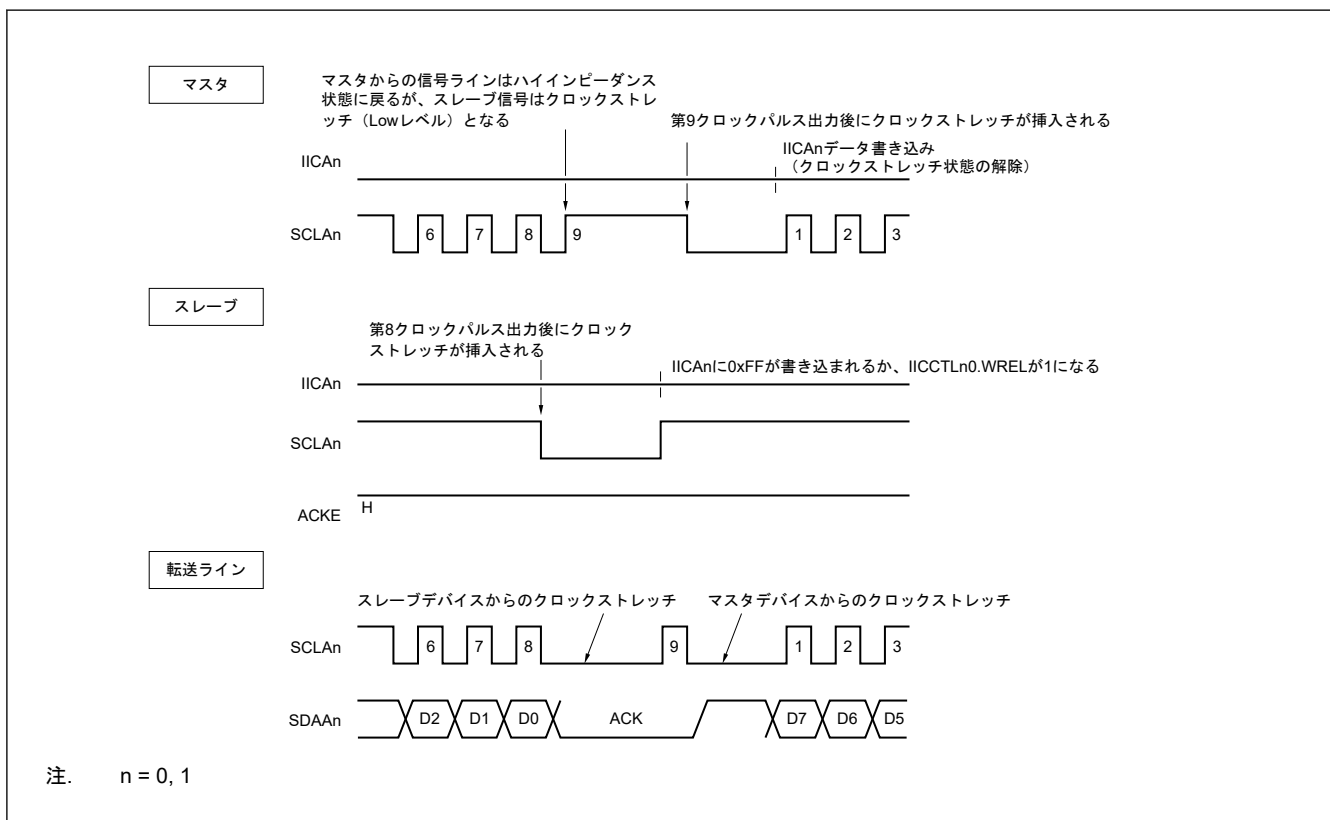 マスタ
マスタからの信号ラインはハイインピーダンス
状態に戻るが、スレーブ信号はクロックストレ
ッチ（Lowレベル）となる
第9クロックパルス出力後にクロックストレッチが挿入される
IICAnデータ書き込み
（クロックストレッチ状態の解除）
IICAn
SCLAn
6 7 8 9 1 2 3
スレーブ
第8クロックパルス出力後にクロック
ストレッチが挿入される
IICAnに0xFFが書き込まれるか、IICCTLn0.WRELが1になる
IICAn
SCLAn
H
ACKE
転送ライン
スレーブデバイスからのクロックストレッチ マスタデバイスからのクロックストレッチ
SCLAn
6 7 8 9 1 2 3
SDAAn
D2 D1 D0 ACK D7 D6 D5
注. n = 0, 1